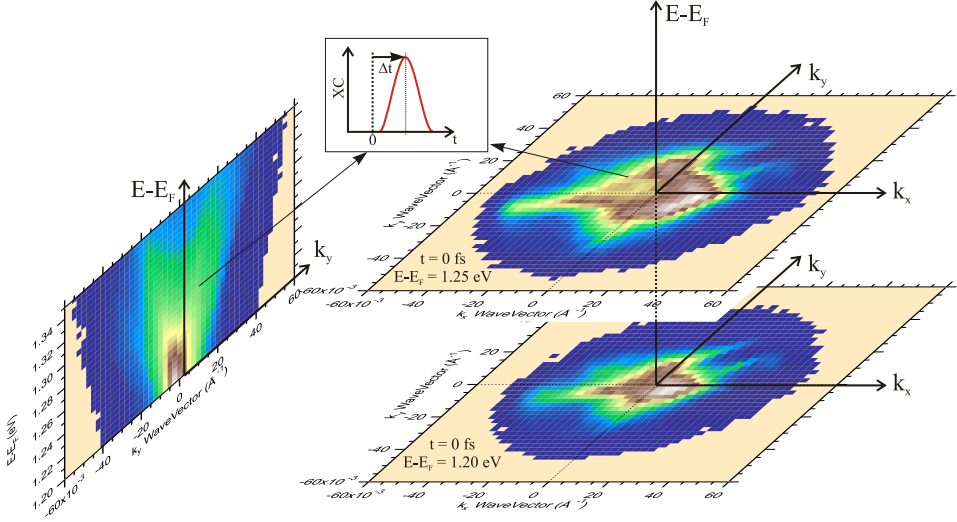 E-E_F
k_y
60
40
20
0
-20
-40
-60x10⁻³
k_y WaveVector (Å⁻¹)
t = 0 fs
E-E_F = 1.25 eV
k_x
-60x10⁻³
-40
-20
0
20
40
60
k_x WaveVector (Å⁻¹)
XC
Δt
0
t
E-E_F
k_y
1.34
1.32
1.30
1.28
1.26
1.24
1.22
1.20
E-E_F(eV)
-60x10⁻³
-40
-20
0
20
40
60
k_y WaveVector (Å⁻¹)
k_y
20
0
-20
-40
-60x10⁻³
k_y WaveVector (Å⁻¹)
t = 0 fs
E-E_F = 1.20 eV
k_x
-60x10⁻³
-40
-20
0
20
40
60
k_x WaveVector (Å⁻¹)